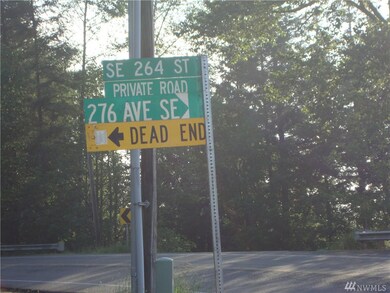 SE 264 ST
PRIVATE ROAD
276 AVE SE
DEAD END
NWMLS